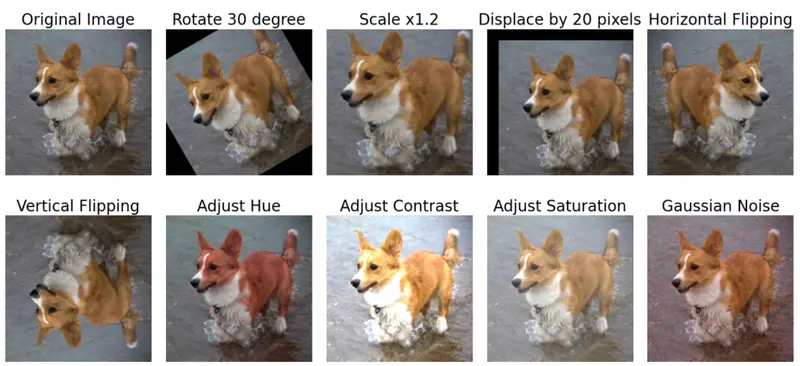 Original Image
Rotate 30 degree
Scale x1.2
Displace by 20 pixels
Horizontal Flipping
Vertical Flipping
Adjust Hue
Adjust Contrast
Adjust Saturation
Gaussian Noise